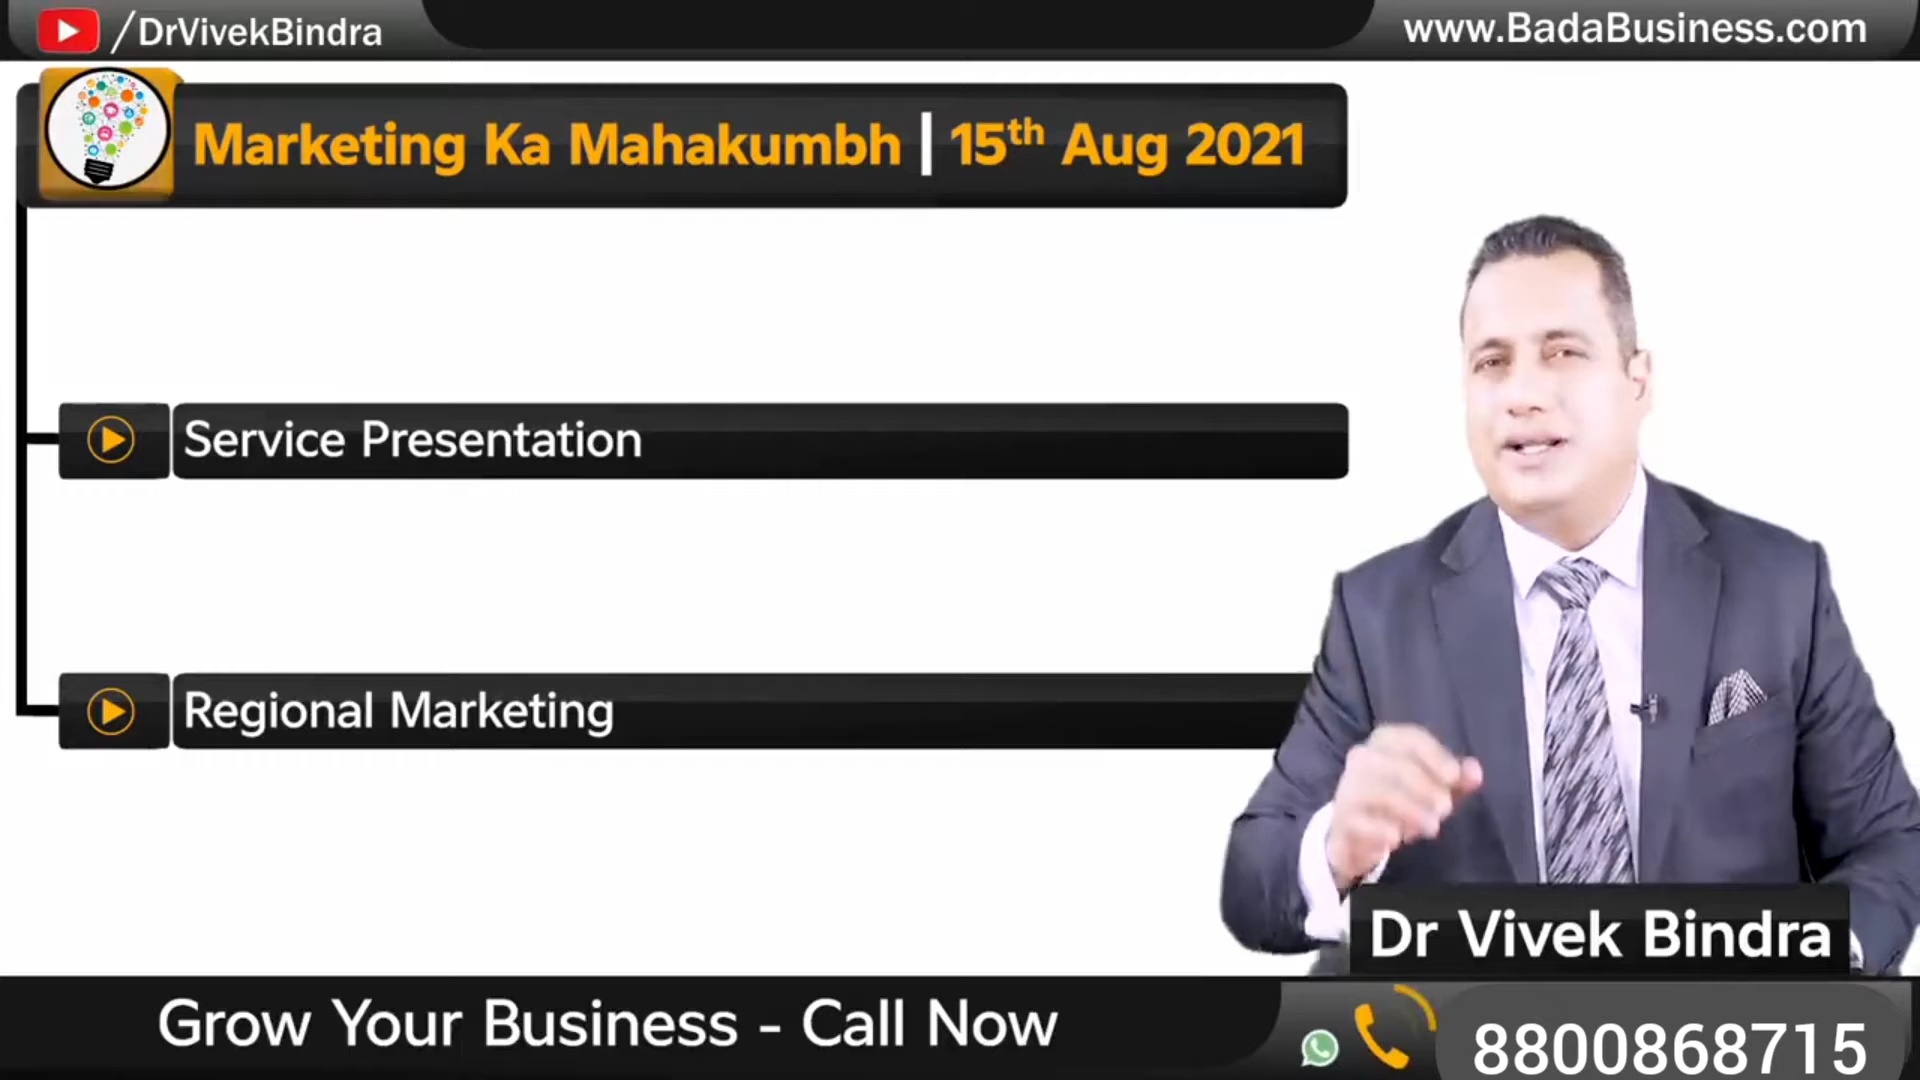 /DrVivekBindra
www.BadaBusiness.com
Marketing Ka Mahakumbh | 15th Aug 2021
Service Presentation
Regional Marketing
Dr Vivek Bindra
Grow Your Business - Call Now
8800868715